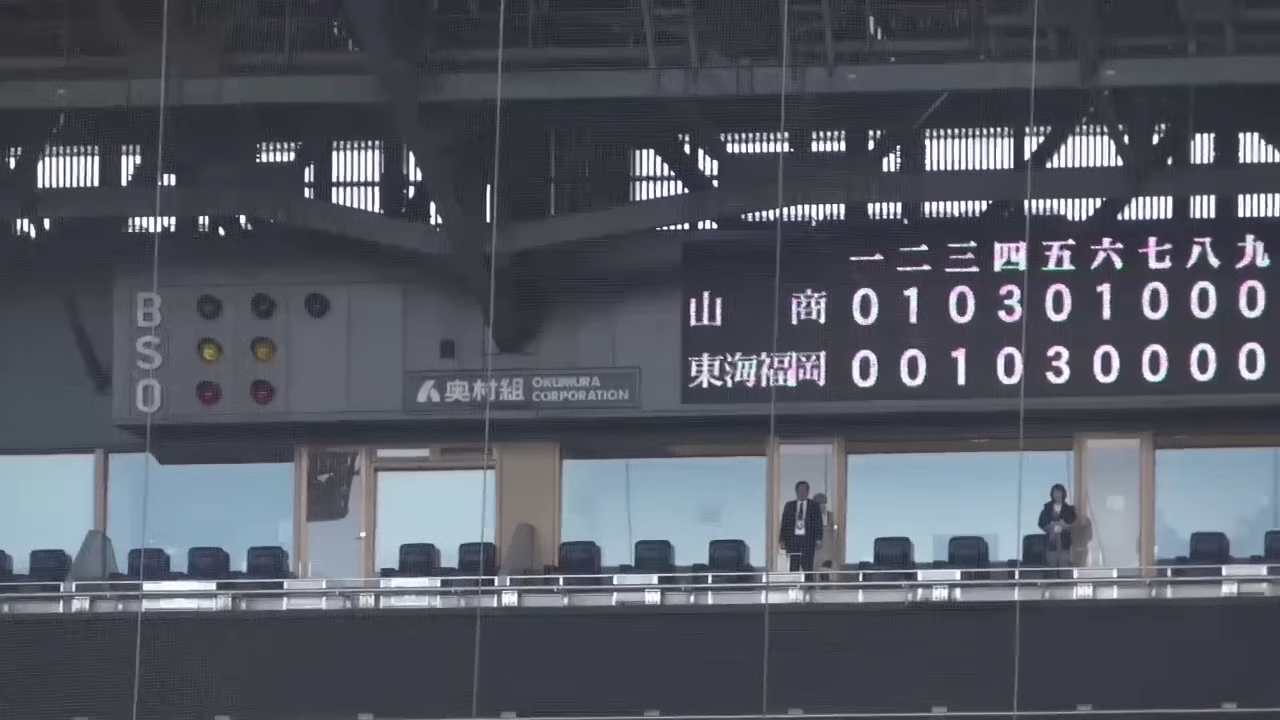 B
S
O
奥村組 OKUMURA CORPORATION
一 二 三 四 五 六 七 八 九
山 商 0 1 0 3 0 1 0 0 0
東海福岡 0 0 1 0 3 0 0 0 0